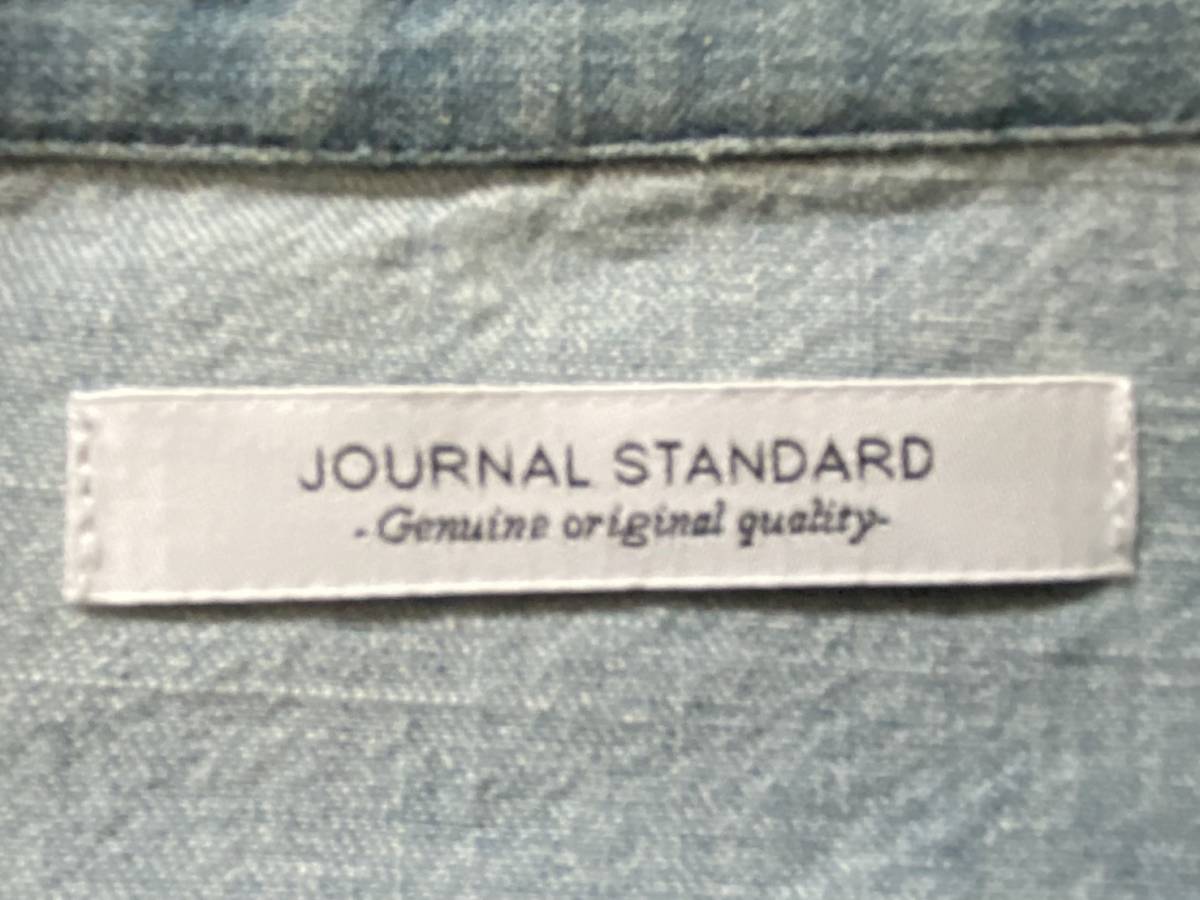 JOURNAL STANDARD
-Genuine original quality-